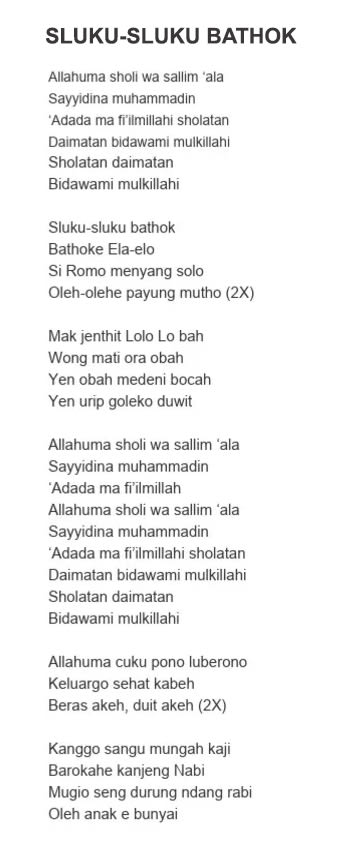 SLUKU-SLUKU BATHOK
Allahuma sholi wa sallim ‘ala
Sayyidina muhammadin
‘Adada ma fi’ilmillahi sholatan
Daimatan bidawami mulkillahi
Sholatan daimatan
Bidawami mulkillahi
Sluku-sluku bathok
Bathoke Ela-elo
Si Romo menyang solo
Oleh-olehe payung mutho (2X)
Mak jenthit Lolo Lo bah
Wong mati ora obah
Yen obah medeni bocah
Yen urip goleko duwit
Allahuma sholi wa sallim ‘ala
Sayyidina muhammadin
‘Adada ma fi’ilmillah
Allahuma sholi wa sallim ‘ala
Sayyidina muhammadin
‘Adada ma fi’ilmillahi sholatan
Daimatan bidawami mulkillahi
Sholatan daimatan
Bidawami mulkillahi
Allahuma cuku pono luberono
Keluargo sehat kabeh
Beras akeh, duit akeh (2X)
Kanggo sangu mungah kaji
Barokahe kanjeng Nabi
Mugio seng durung ndang rabi
Oleh anak e bunyai